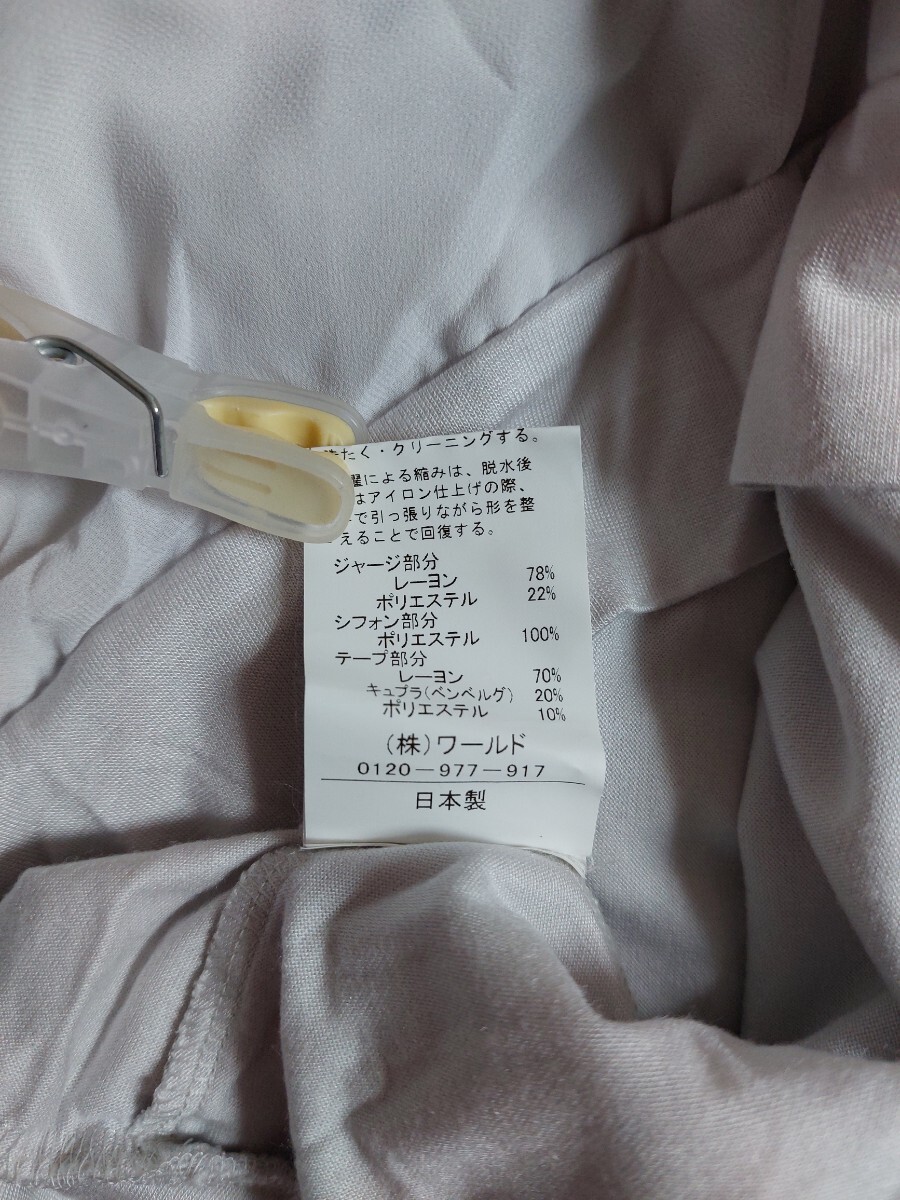 たく・クリーニングする。
による縮みは、脱水後
はアイロン仕上げの際、
で引っ張りながら形を整
えることで回復する。
ジャージ部分
レーヨン 78%
ポリエステル 22%
シフォン部分
ポリエステル 100%
テープ部分
レーヨン 70%
キュプラ(ベンベルグ) 20%
ポリエステル 10%
(株)ワールド
0120-977-917
日本製